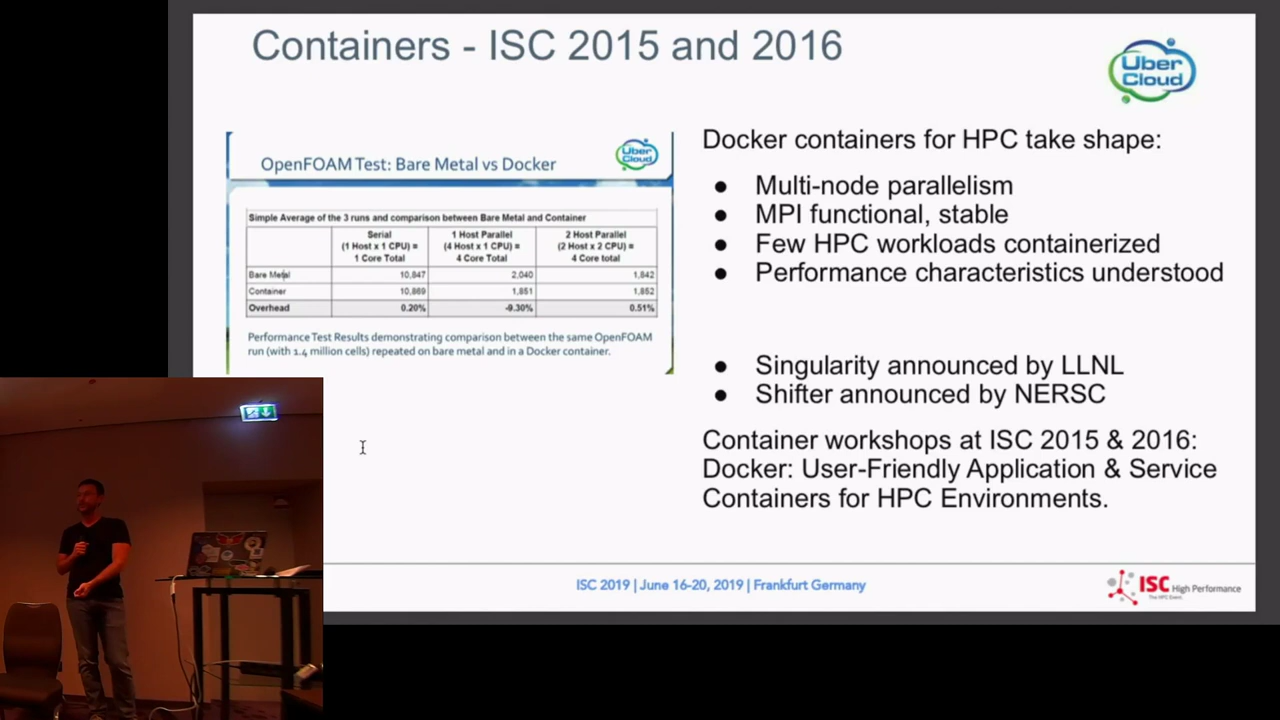 Containers - ISC 2015 and 2016
Uber
Cloud
OpenFOAM Test: Bare Metal vs Docker
Uber
Cloud
Simple Average of the 3 runs and comparison between Bare Metal and Container
Serial
(1 Host x 1 CPU) =
1 Core Total
1 Host Parallel
(4 Host x 1 CPU) =
4 Core Total
2 Host Parallel
(2 Host x 2 CPU) =
4 Core total
Bare Metal 10,847 2,040 1,842
Container 10,869 1,851 1,852
Overhead 0.20% -9.30% 0.51%
Performance Test Results demonstrating comparison between the same OpenFOAM
run (with 1.4 million cells) repeated on bare metal and in a Docker container.
Docker containers for HPC take shape:
● Multi-node parallelism
● MPI functional, stable
● Few HPC workloads containerized
● Performance characteristics understood
● Singularity announced by LLNL
● Shifter announced by NERSC
Container workshops at ISC 2015 & 2016:
Docker: User-Friendly Application & Service
Containers for HPC Environments.
ISC 2019 | June 16-20, 2019 | Frankfurt Germany
ISC High Performance
The HPC Event.